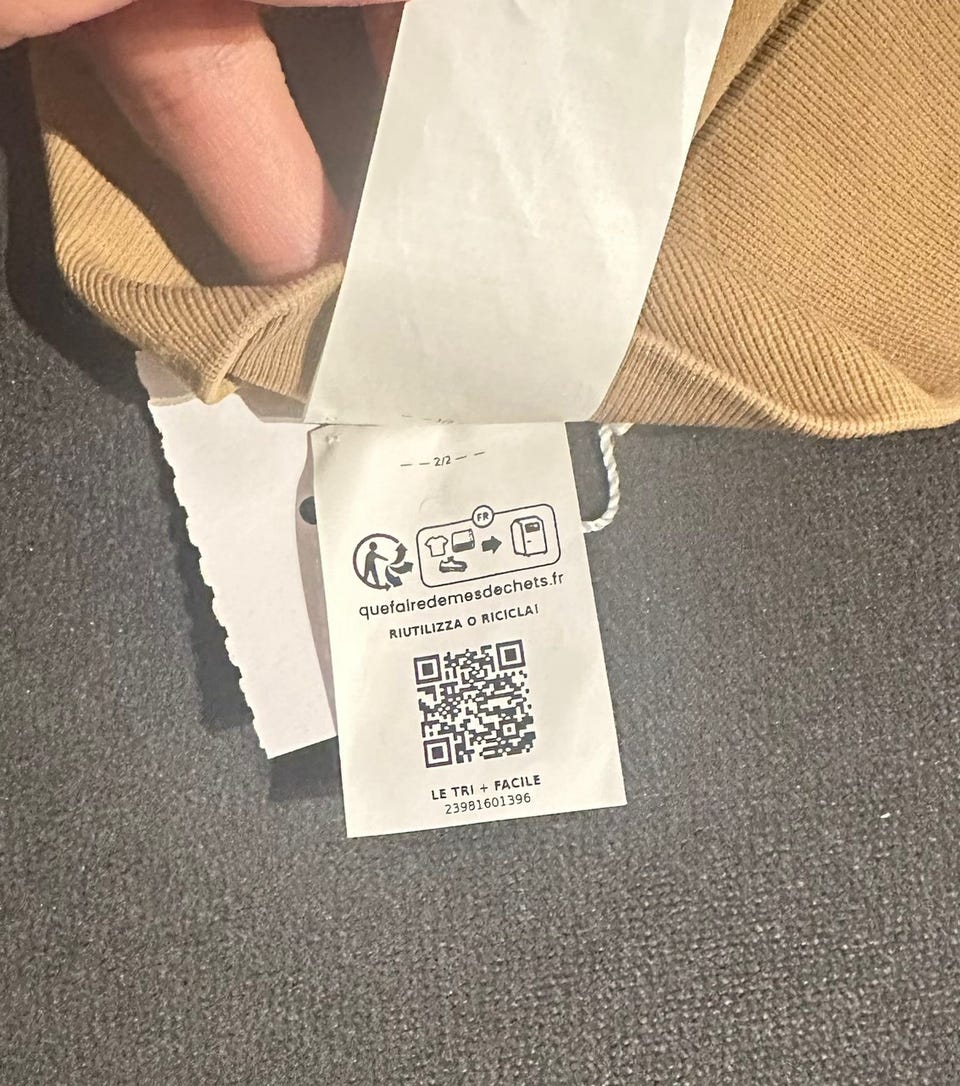 — — 2/2 — —
FR
quefairedemesdechets.fr
RIUTILIZZA O RICICLA!
LE TRI + FACILE
23981601396